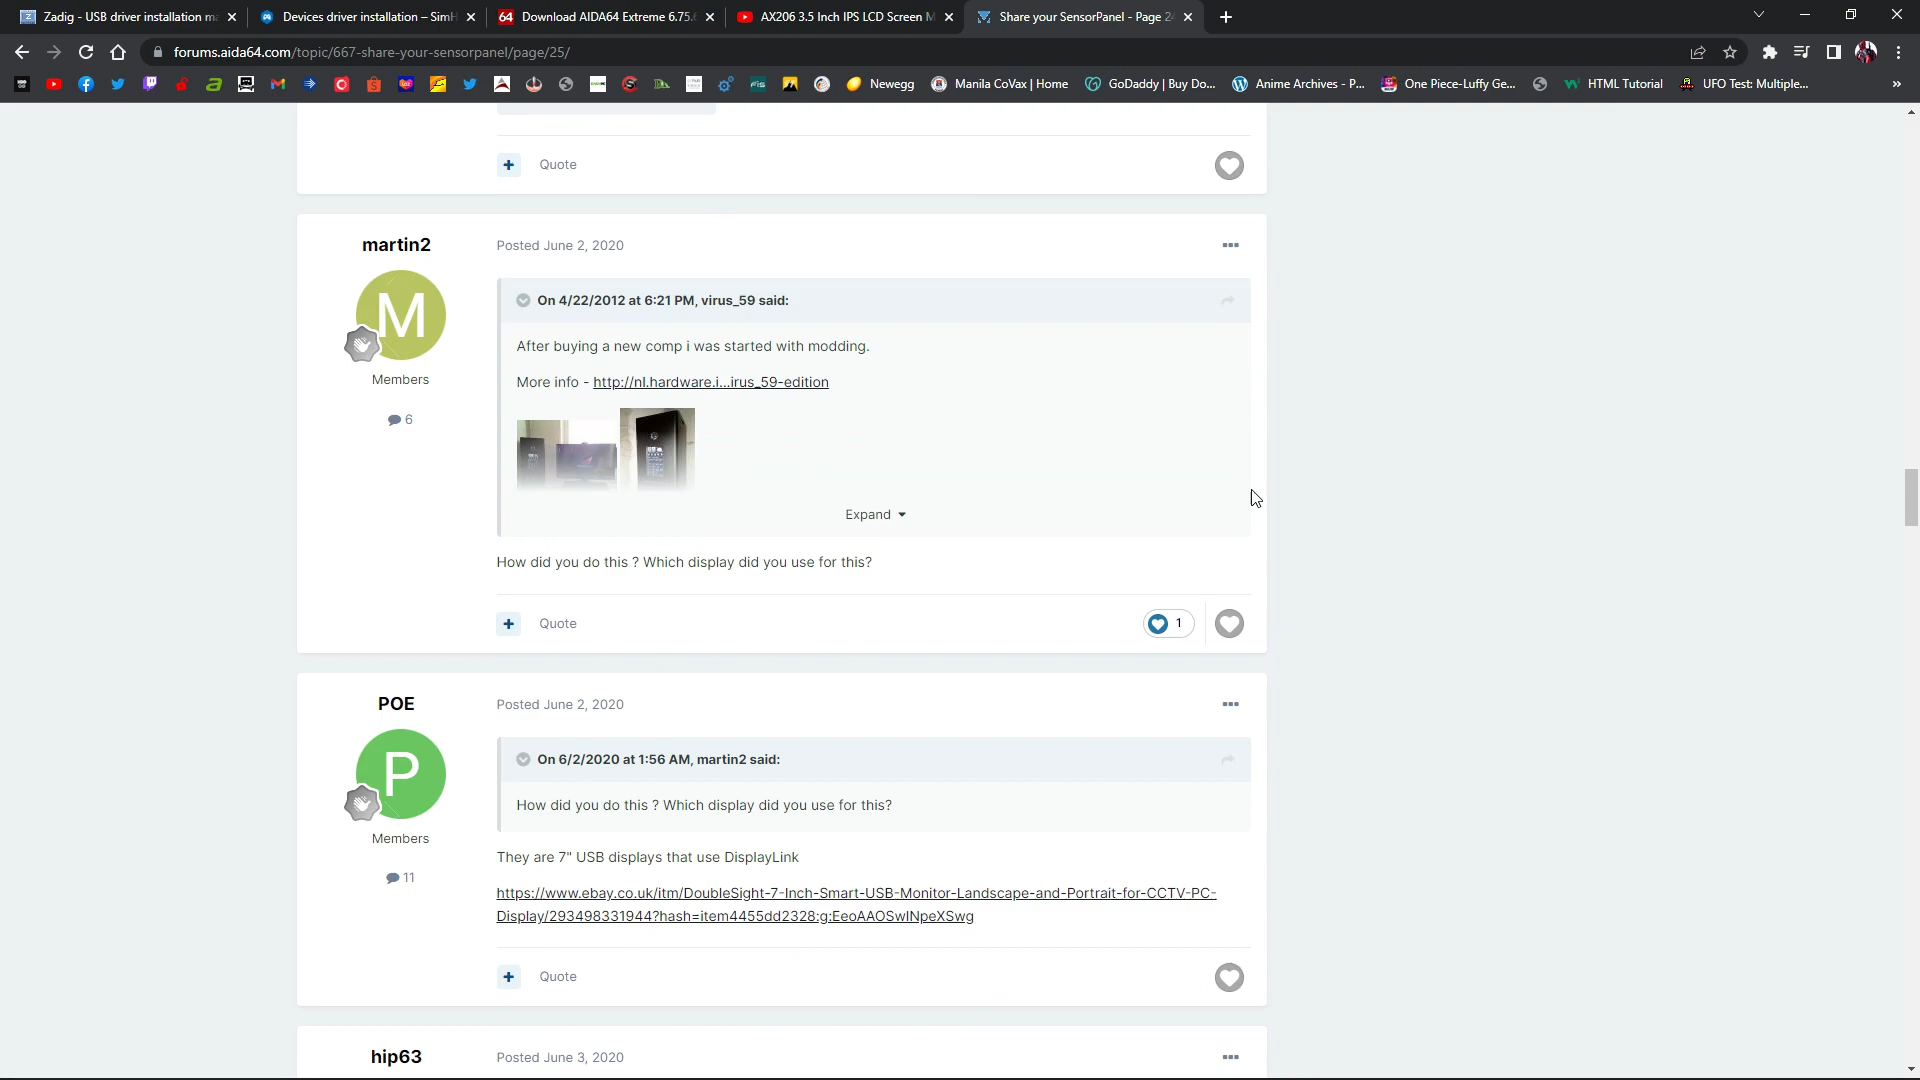 Zadig - USB driver installation ma
Devices driver installation – SimH
64 Download AIDA64 Extreme 6.75.
AX206 3.5 Inch IPS LCD Screen M
Share your SensorPanel - Page 2
forums.aida64.com/topic/667-share-your-sensorpanel/page/25/
Newegg
Manila CoVax | Home
GoDaddy | Buy Do...
Anime Archives - P...
One Piece-Luffy Ge...
HTML Tutorial
UFO Test: Multiple...
»
+ Quote
martin2
Posted June 2, 2020
M
Members
6
On 4/22/2012 at 6:21 PM, virus_59 said:
After buying a new comp i was started with modding.
More info - http://nl.hardware.i...irus_59-edition
Expand
How did you do this ? Which display did you use for this?
+ Quote
1
POE
Posted June 2, 2020
P
Members
11
On 6/2/2020 at 1:56 AM, martin2 said:
How did you do this ? Which display did you use for this?
They are 7" USB displays that use DisplayLink
https://www.ebay.co.uk/itm/DoubleSight-7-Inch-Smart-USB-Monitor-Landscape-and-Portrait-for-CCTV-PC-
Display/293498331944?hash=item4455dd2328:g:EeoAAOSwlNpeXSwg
+ Quote
hip63
Posted June 3, 2020